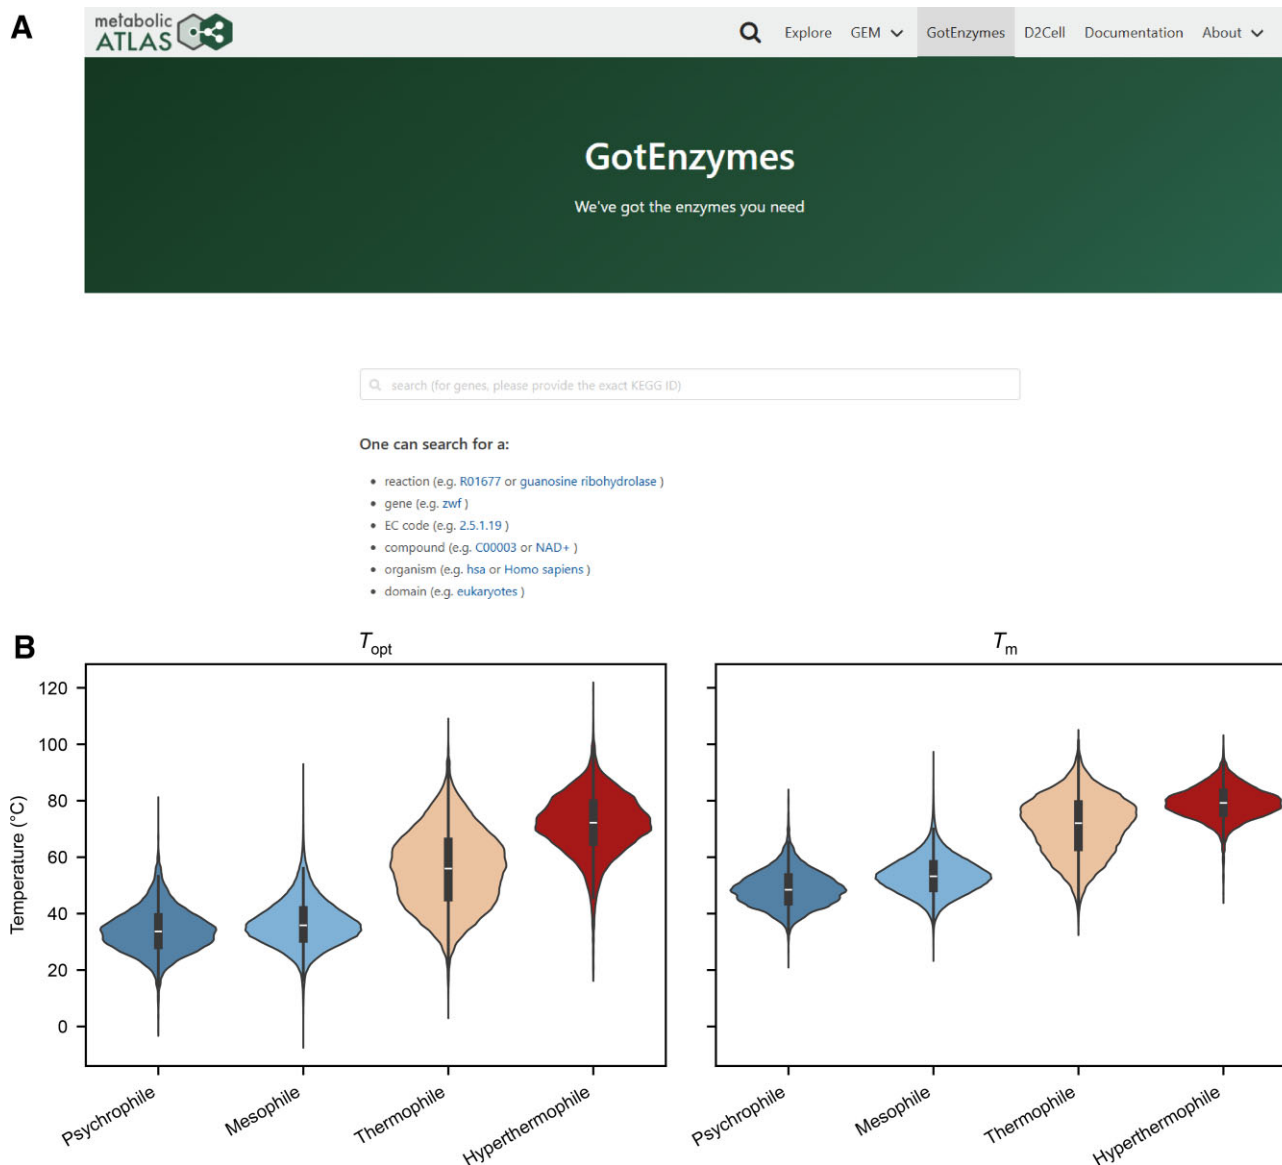 A
metabolic
ATLAS
Explore GEM GotEnzymes D2Cell Documentation About
GotEnzymes
We've got the enzymes you need
search (for genes, please provide the exact KEGG ID)
One can search for a:
• reaction (e.g. R01677 or guanosine ribohydrolase )
• gene (e.g. zwf )
• EC code (e.g. 2.5.1.19 )
• compound (e.g. C00003 or NAD+ )
• organism (e.g. hsa or Homo sapiens )
• domain (e.g. eukaryotes )
B
Topt
Tm
Temperature (°C)
120
100
80
60
40
20
0
Psychrophile
Mesophile
Thermophile
Hyperthermophile
Psychrophile
Mesophile
Thermophile
Hyperthermophile